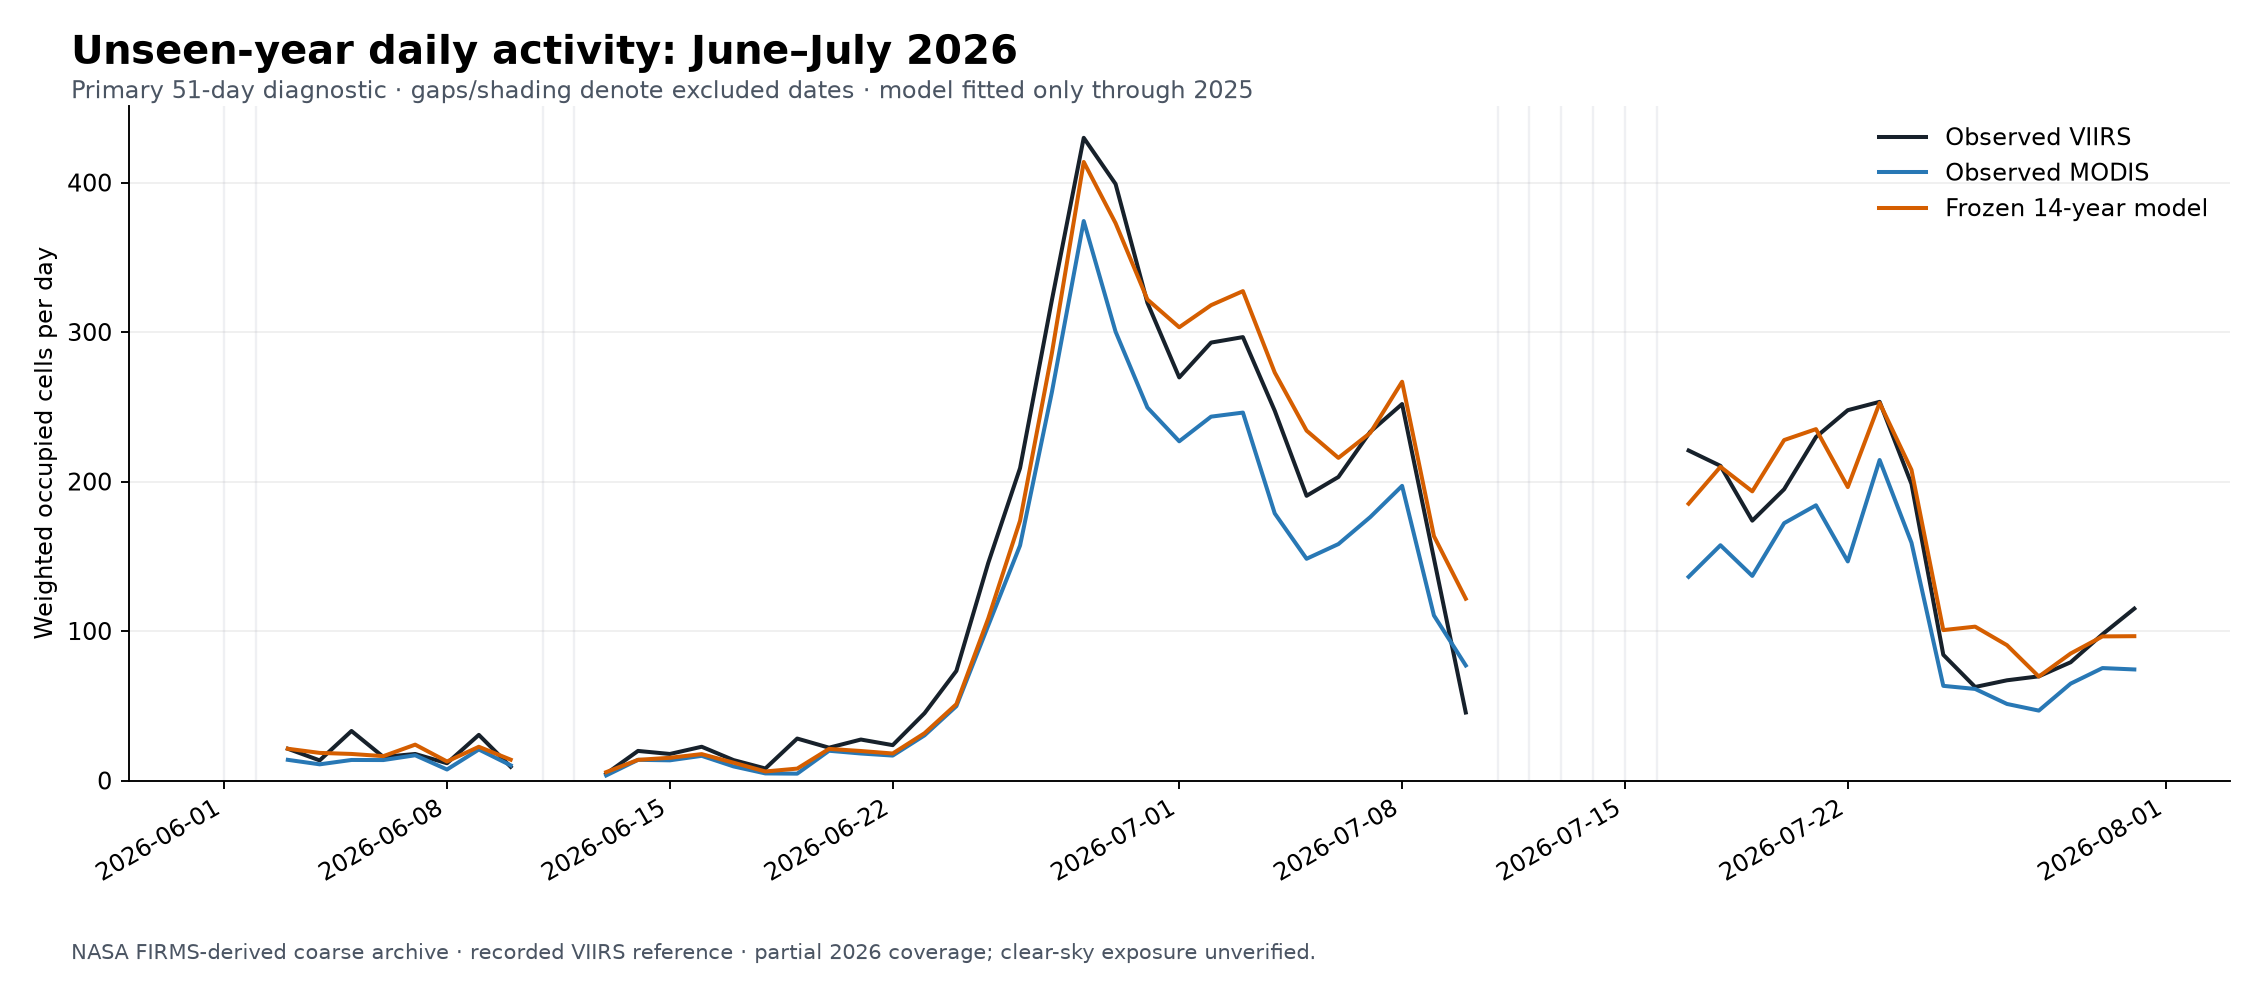 Unseen-year daily activity: June–July 2026
Primary 51-day diagnostic · gaps/shading denote excluded dates · model fitted only through 2025
Observed VIIRS
Observed MODIS
Frozen 14-year model
Weighted occupied cells per day
400
300
200
100
0
2026-06-01
2026-06-08
2026-06-15
2026-06-22
2026-07-01
2026-07-08
2026-07-15
2026-07-22
2026-08-01
NASA FIRMS-derived coarse archive · recorded VIIRS reference · partial 2026 coverage; clear-sky exposure unverified.